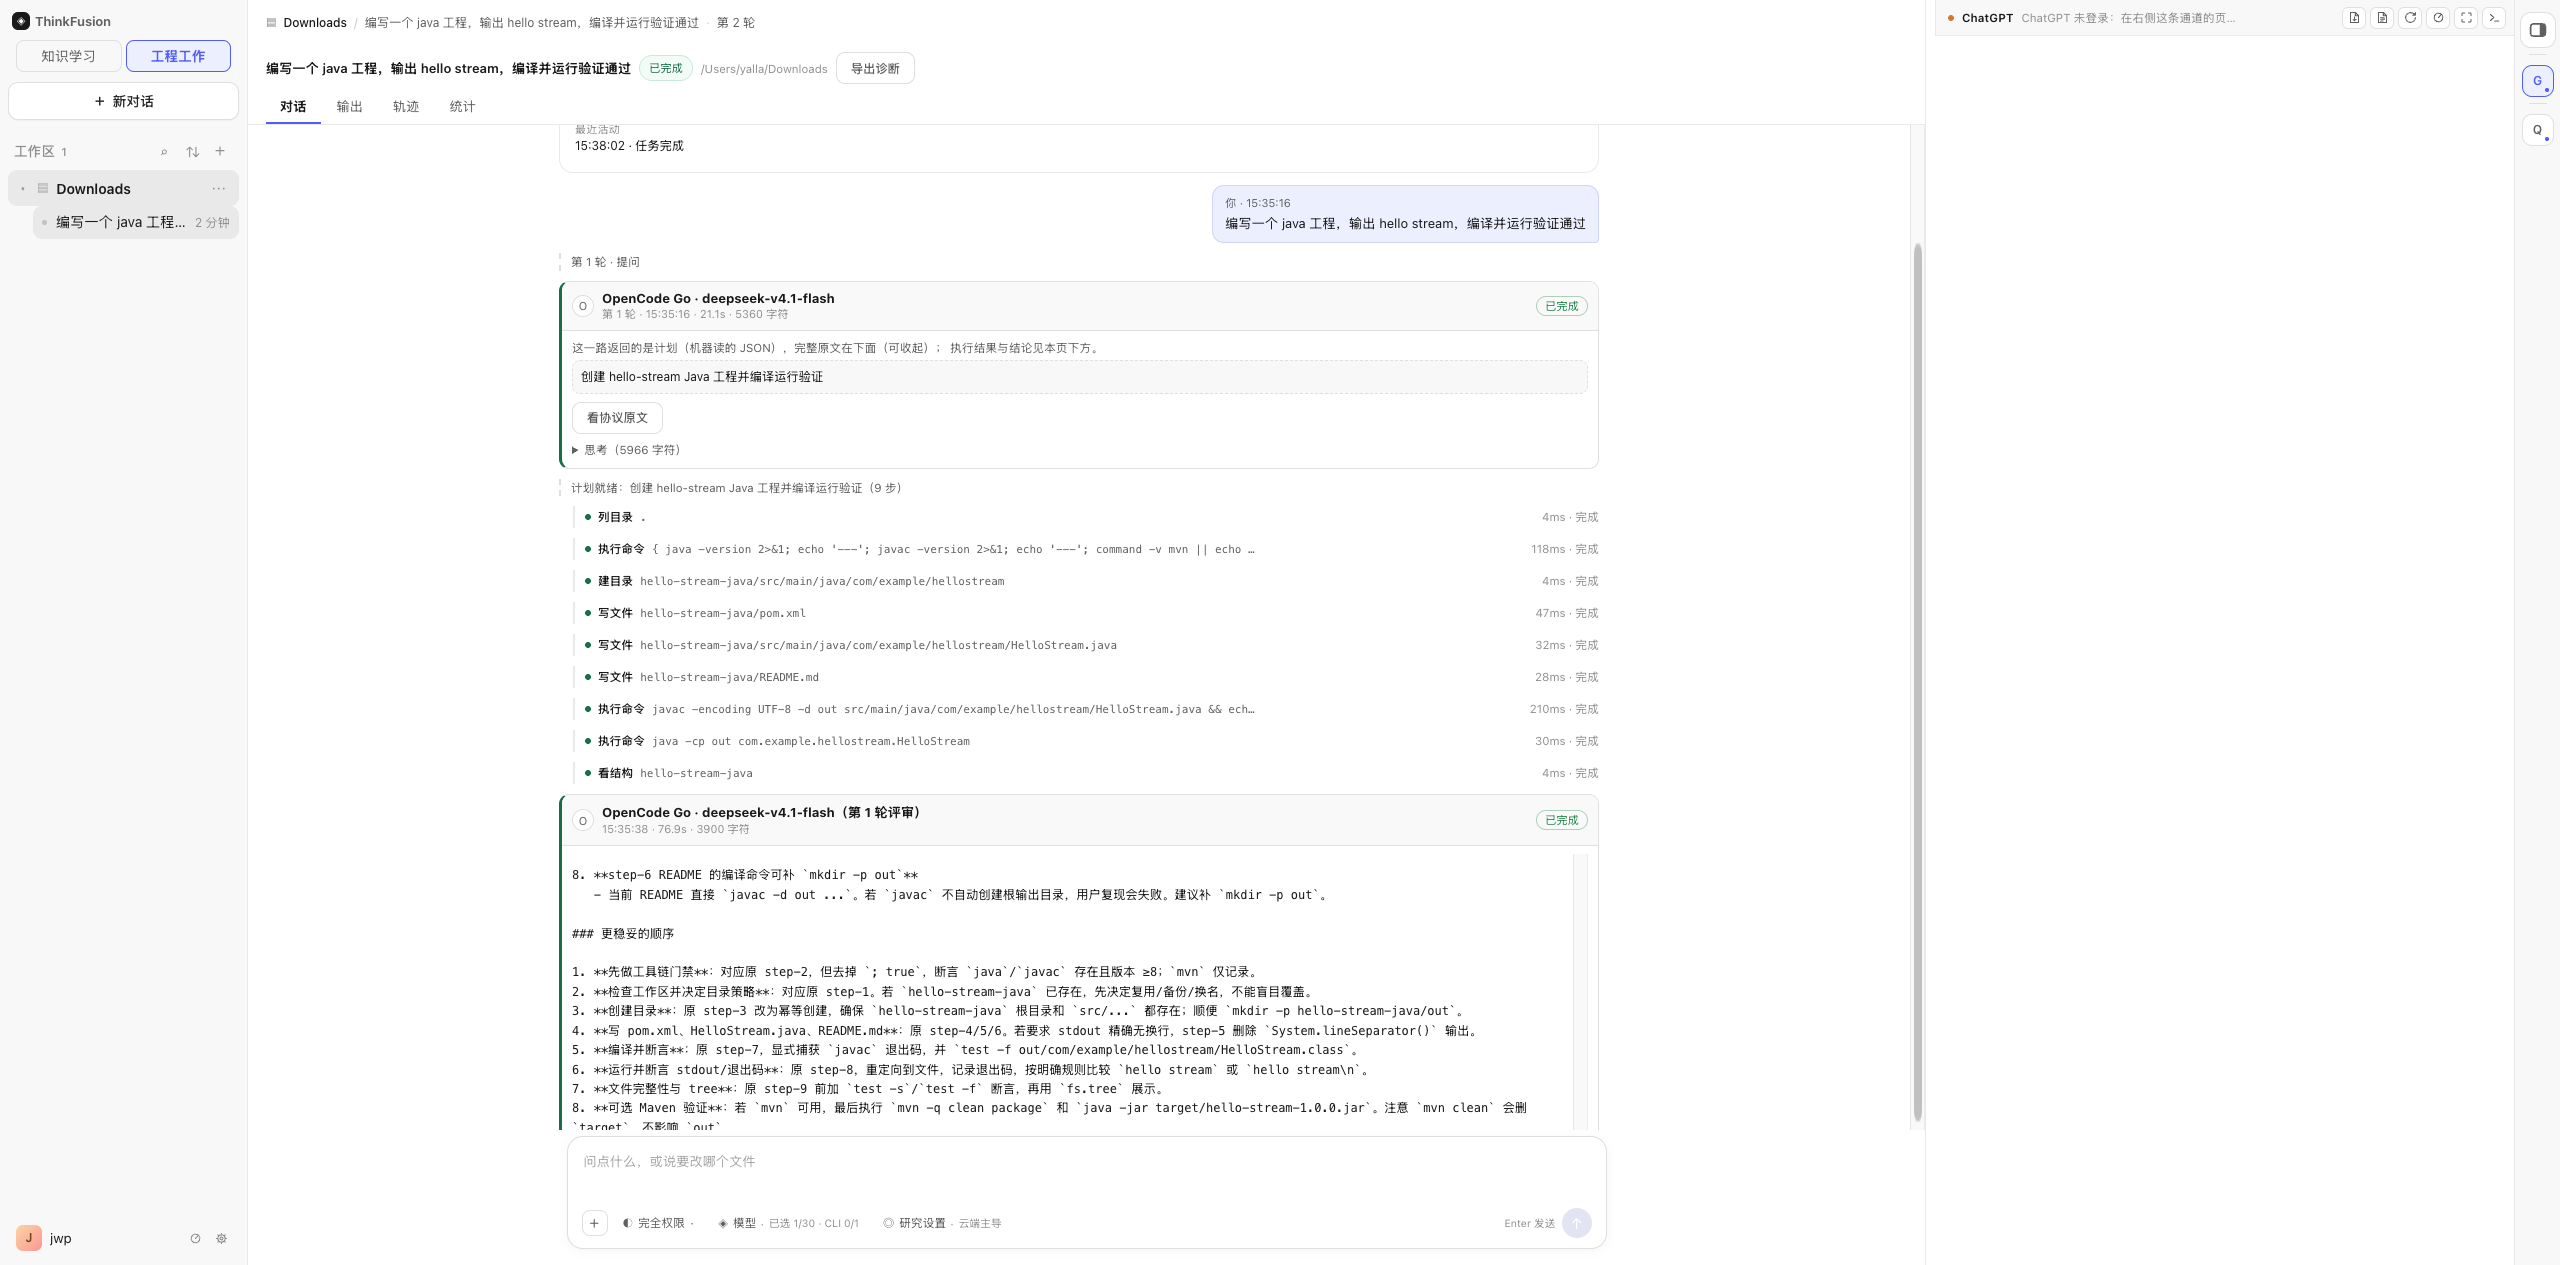 ThinkFusion
知识学习
工程工作
+ 新对话
工作区 1
Downloads
编写一个 java 工程... 2 分钟
J jwp
Downloads / 编写一个 java 工程，输出 hello stream，编译并运行验证通过 · 第 2 轮
编写一个 java 工程，输出 hello stream，编译并运行验证通过 已完成 /Users/yalla/Downloads 导出诊断
对话 输出 轨迹 统计
最近活动
15:38:02 · 任务完成
你 · 15:35:16
编写一个 java 工程，输出 hello stream，编译并运行验证通过
第 1 轮 · 提问
O OpenCode Go · deepseek-v4.1-flash 已完成
第 1 轮 · 15:35:16 · 21.1s · 5360 字符
这一路返回的是计划（机器读的 JSON），完整原文在下面（可收起）； 执行结果与结论见本页下方。
创建 hello-stream Java 工程并编译运行验证
看协议原文
▶ 思考（5966 字符）
计划就绪：创建 hello-stream Java 工程并编译运行验证（9 步）
列目录 . 4ms · 完成
执行命令 { java -version 2>&1; echo '---'; javac -version 2>&1; echo '---'; command -v mvn || echo … 118ms · 完成
建目录 hello-stream-java/src/main/java/com/example/hellostream 4ms · 完成
写文件 hello-stream-java/pom.xml 47ms · 完成
写文件 hello-stream-java/src/main/java/com/example/hellostream/HelloStream.java 32ms · 完成
写文件 hello-stream-java/README.md 28ms · 完成
执行命令 javac -encoding UTF-8 -d out src/main/java/com/example/hellostream/HelloStream.java && ech… 210ms · 完成
执行命令 java -cp out com.example.hellostream.HelloStream 30ms · 完成
看结构 hello-stream-java 4ms · 完成
O OpenCode Go · deepseek-v4.1-flash（第 1 轮评审） 已完成
15:35:38 · 76.9s · 3900 字符
8. **step-6 README 的编译命令可补 `mkdir -p out`**
- 当前 README 直接 `javac -d out ...`。若 `javac` 不自动创建根输出目录，用户复现会失败。建议补 `mkdir -p out`。
### 更稳妥的顺序
1. **先做工具链门禁**：对应原 step-2，但去掉 `; true`，断言 `java`/`javac` 存在且版本 ≥8；`mvn` 仅记录。
2. **检查工作区并决定目录策略**：对应原 step-1。若 `hello-stream-java` 已存在，先决定复用/备份/换名，不能盲目覆盖。
3. **创建目录**：原 step-3 改为幂等创建，确保 `hello-stream-java` 根目录和 `src/...` 都存在；顺便 `mkdir -p hello-stream-java/out`。
4. **写 pom.xml、HelloStream.java、README.md**：原 step-4/5/6。若要求 stdout 精确无换行，step-5 删除 `System.lineSeparator()` 输出。
5. **编译并断言**：原 step-7，显式捕获 `javac` 退出码，并 `test -f out/com/example/hellostream/HelloStream.class`。
6. **运行并断言 stdout/退出码**：原 step-8，重定向到文件，记录退出码，按明确规则比较 `hello stream` 或 `hello stream\n`。
7. **文件完整性与 tree**：原 step-9 前加 `test -s`/`test -f` 断言，再用 `fs.tree` 展示。
8. **可选 Maven 验证**：若 `mvn` 可用，最后执行 `mvn -q clean package` 和 `java -jar target/hello-stream-1.0.0.jar`。注意 `mvn clean` 会删
`target`，不影响 `out`
问点什么，或说要改哪个文件
+ 完全权限 · 模型 · 已选 1/30 · CLI 0/1 研究设置 · 云端主导 Enter 发送
ChatGPT ChatGPT 未登录：在右侧这条通道的页...
G
Q